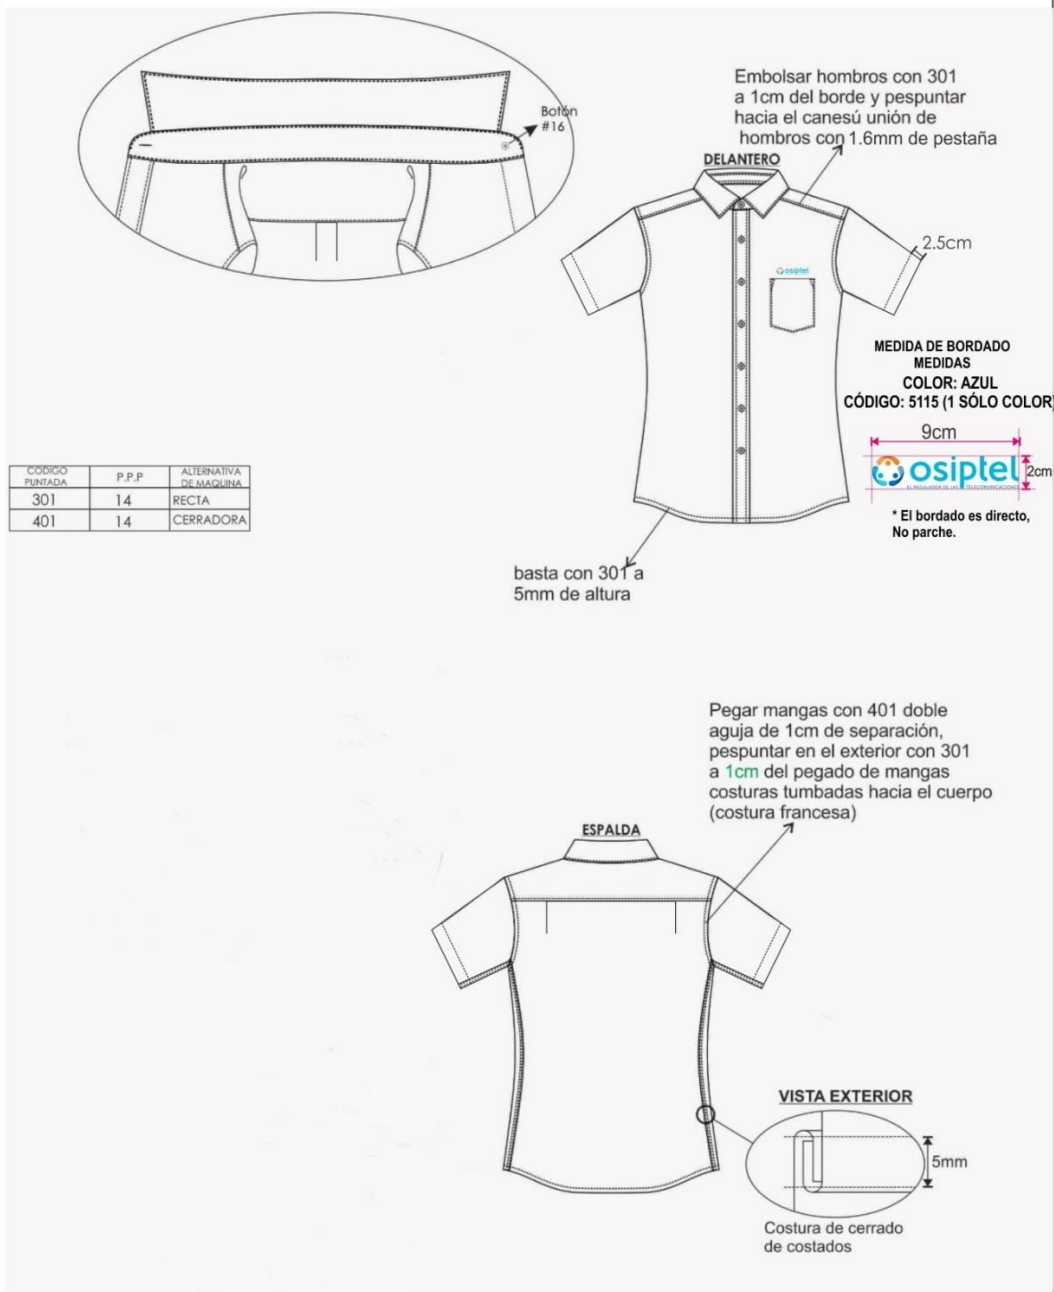 Botón
#16
Embolsar hombros con 301
a 1cm del borde y pespuntar
hacia el canesú unión de
hombros con 1.6mm de pestaña
DELANTERO
2.5cm
osiptel
MEDIDA DE BORDADO
MEDIDAS
COLOR: AZUL
CÓDIGO: 5115 (1 SÓLO COLOR)
9cm
osiptel
2cm
EL REGULADOR DE LAS TELECOMUNICACIONES
* El bordado es directo,
No parche.
CODIGO PUNTADA P.P.P ALTERNATIVA DE MAQUINA
301 14 RECTA
401 14 CERRADORA
basta con 301 a
5mm de altura
Pegar mangas con 401 doble
aguja de 1cm de separación,
pespuntar en el exterior con 301
a 1cm del pegado de mangas
costuras tumbadas hacia el cuerpo
(costura francesa)
ESPALDA
VISTA EXTERIOR
5mm
Costura de cerrado
de costados